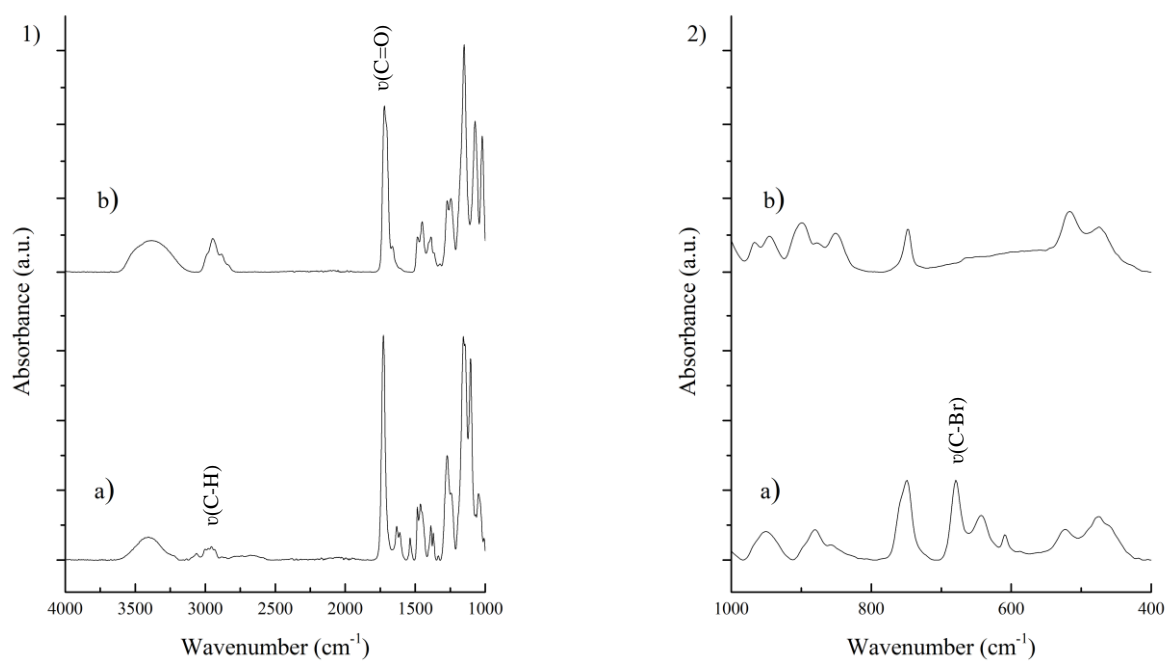 1)
υ(C=O)
b)
υ(C-H)
a)
Absorbance (a.u.)
4000 3500 3000 2500 2000 1500 1000
Wavenumber (cm-1)
2)
b)
υ(C-Br)
a)
Absorbance (a.u.)
1000 800 600 400
Wavenumber (cm-1)